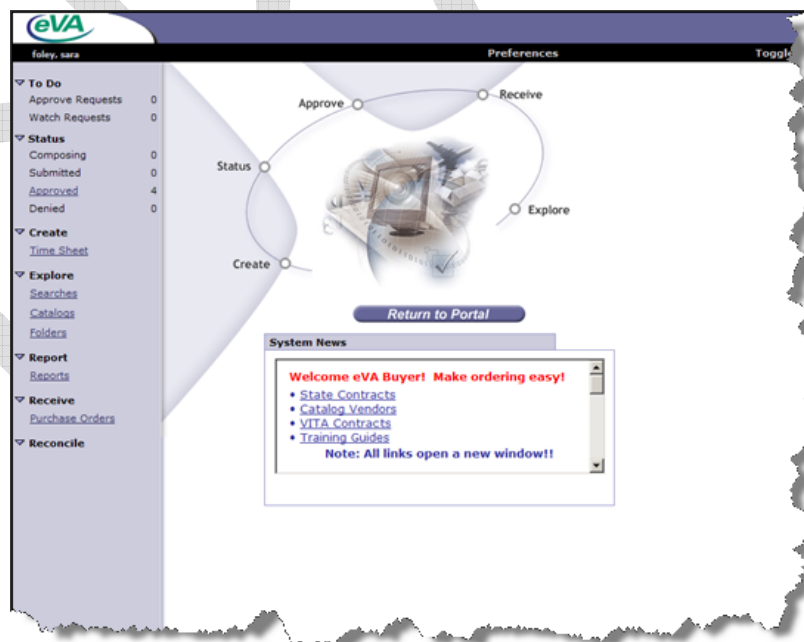 eVA
foley, sara
Preferences
Toggle
To Do
Approve Requests 0
Watch Requests 0
Status
Composing 0
Submitted 0
Approved 4
Denied 0
Create
Time Sheet
Explore
Searches
Catalogs
Folders
Report
Reports
Receive
Purchase Orders
Reconcile
Approve
Receive
Status
Explore
Create
Return to Portal
System News
Welcome eVA Buyer! Make ordering easy!
• State Contracts
• Catalog Vendors
• VITA Contracts
• Training Guides
Note: All links open a new window!!